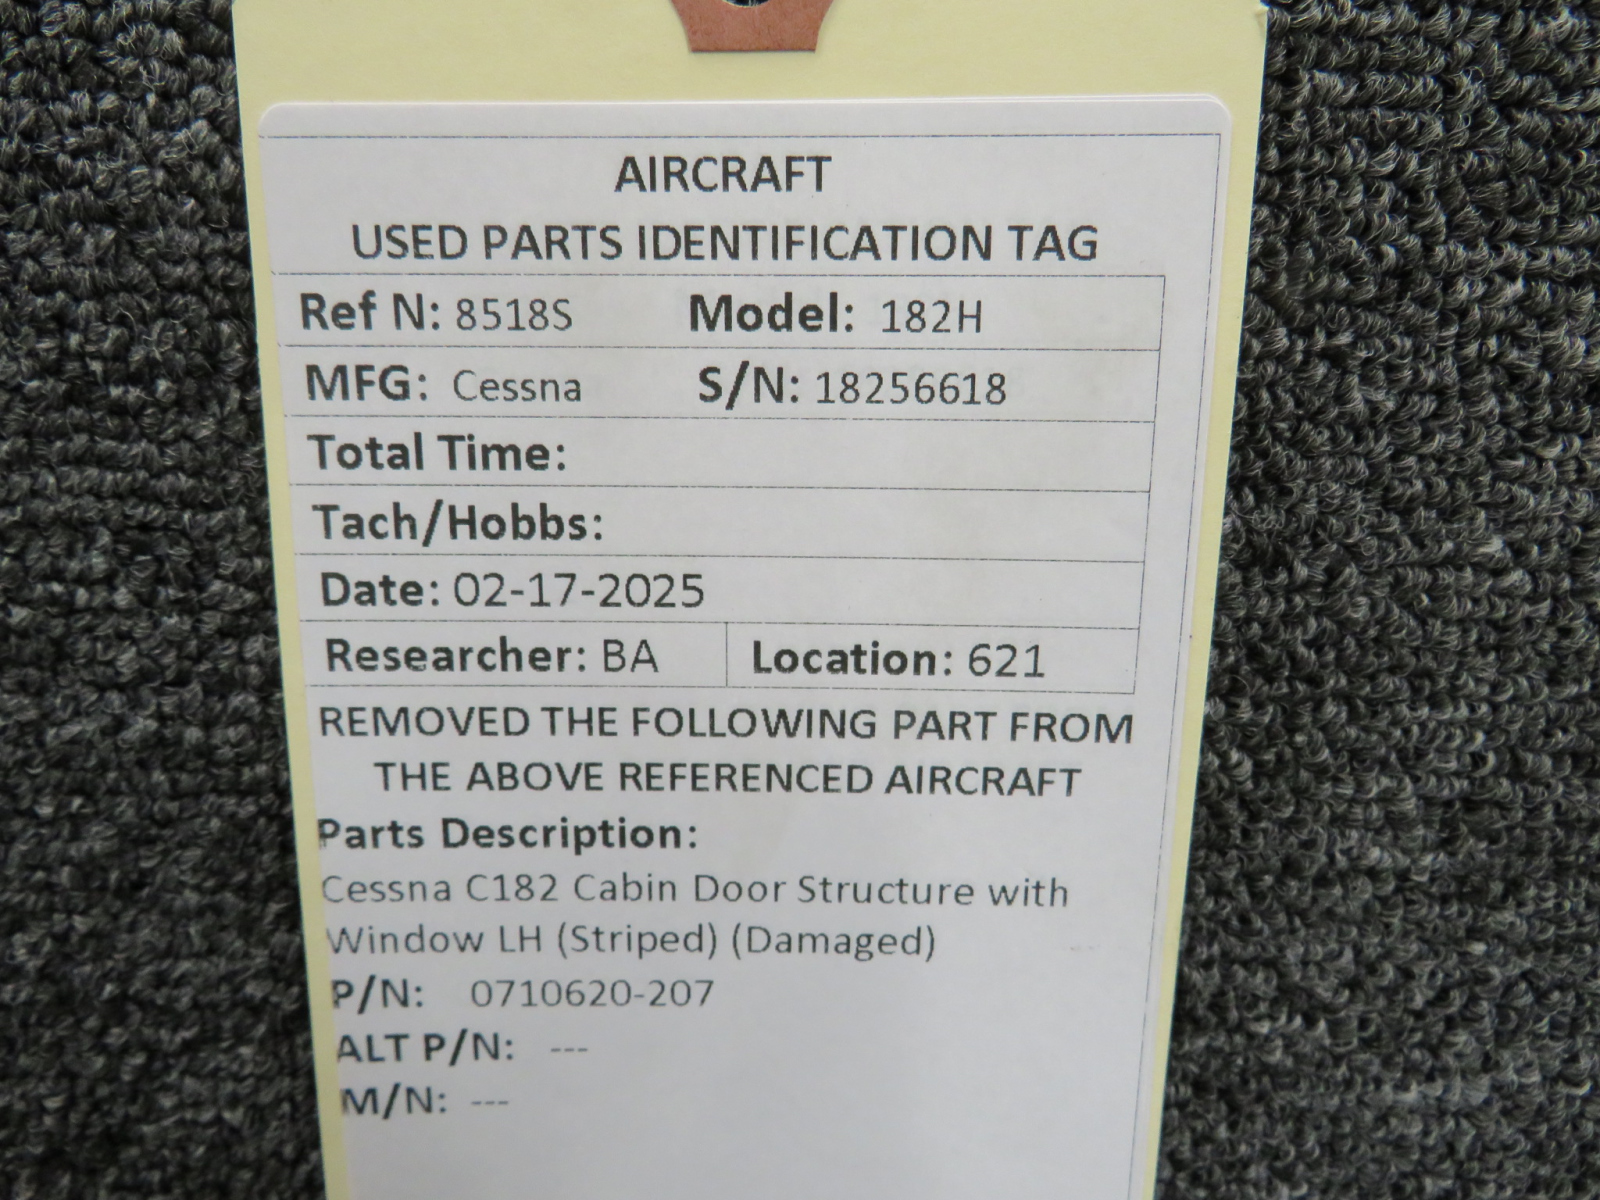 AIRCRAFT
USED PARTS IDENTIFICATION TAG
Ref N: 8518S Model: 182H
MFG: Cessna S/N: 18256618
Total Time:
Tach/Hobbs:
Date: 02-17-2025
Researcher: BA Location: 621
REMOVED THE FOLLOWING PART FROM
THE ABOVE REFERENCED AIRCRAFT
Parts Description:
Cessna C182 Cabin Door Structure with
Window LH (Striped) (Damaged)
P/N: 0710620-207
ALT P/N: ---
M/N: ---